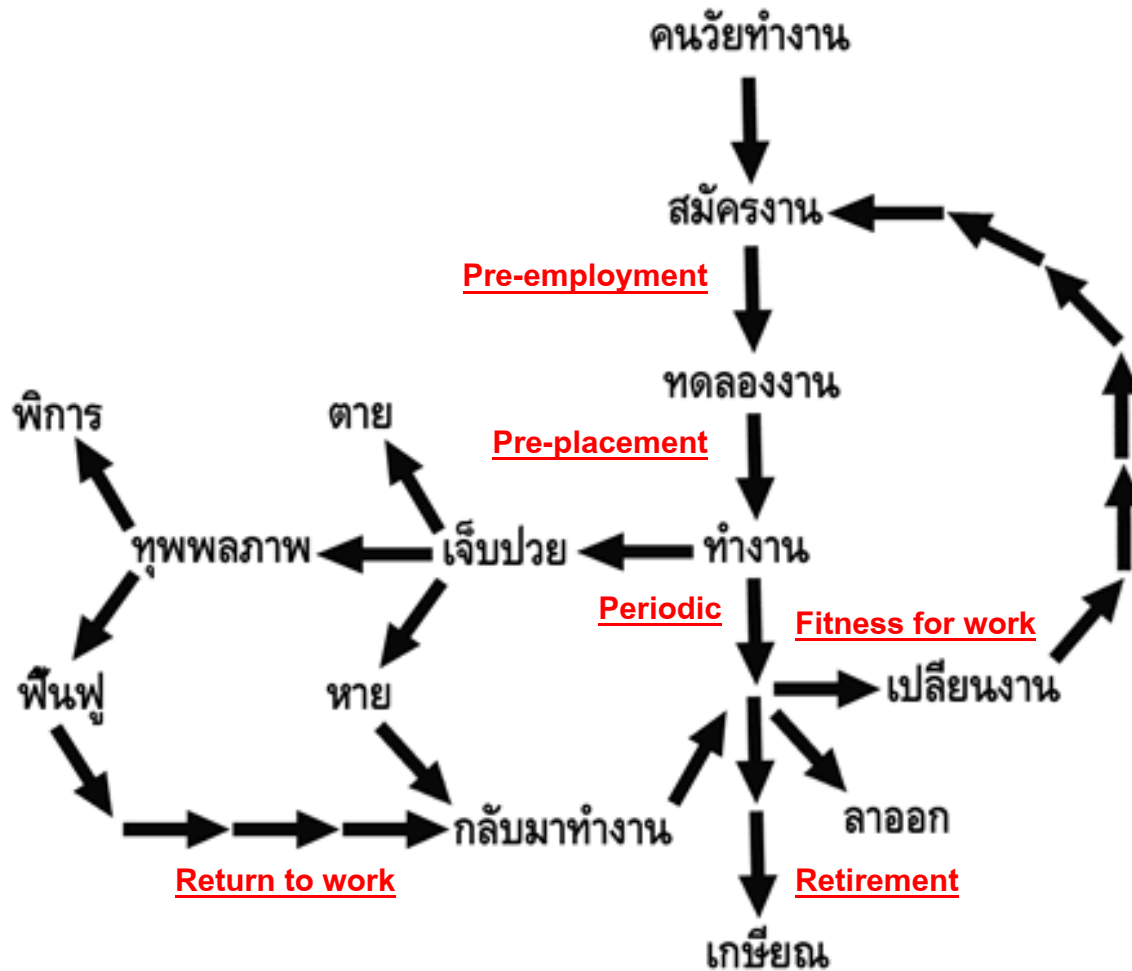 คนวัยทำงาน
สมัครงาน
Pre-employment
ทดลองงาน
พิการ
ตาย
Pre-placement
ทุพพลภาพ
เจ็บป่วย
ทำงาน
Periodic
Fitness for work
ฟื้นฟู
หาย
เปลี่ยนงาน
กลับมาทำงาน
ลาออก
Return to work
Retirement
เกษียณ